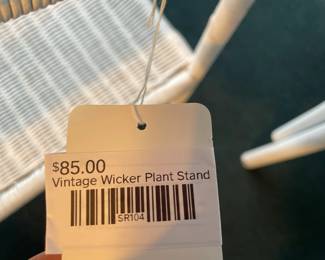 $85.00
Vintage Wicker Plant Stand
SR104